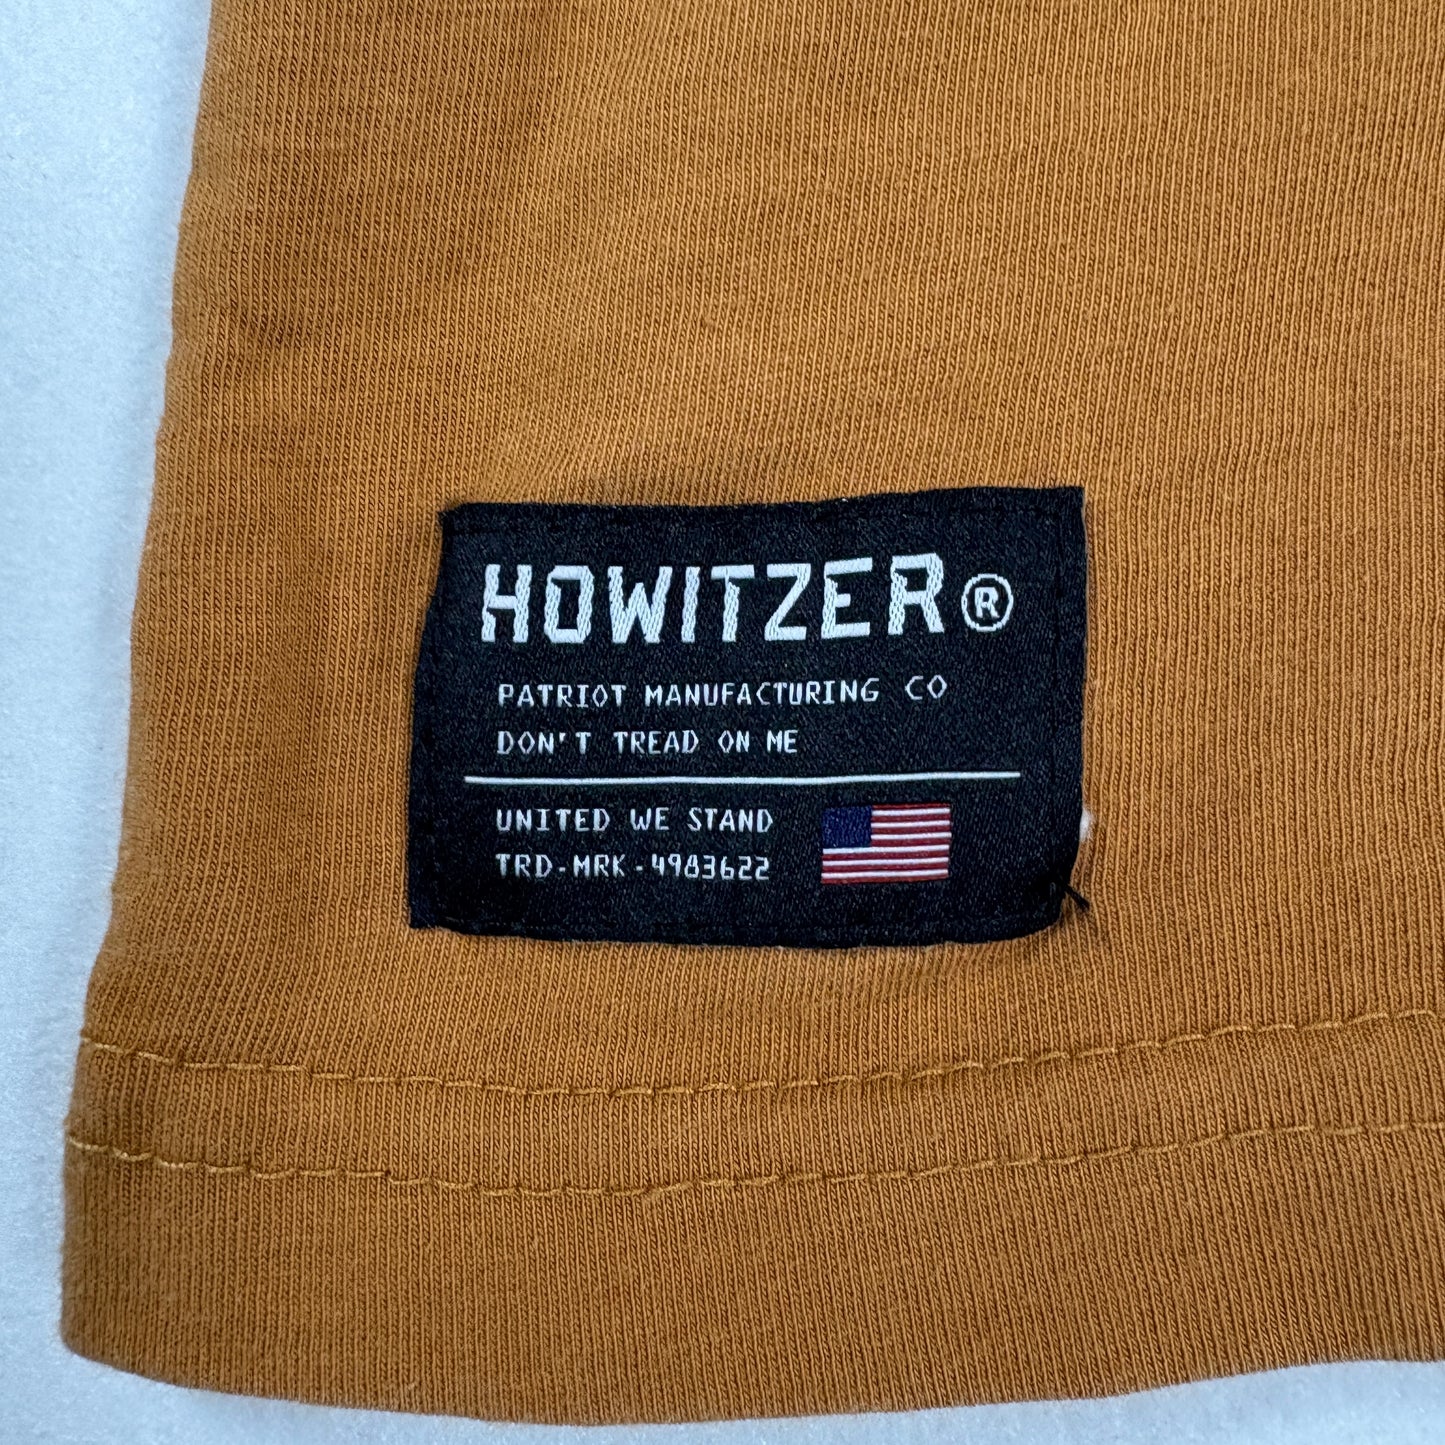 HOWITZER®
PATRIOT MANUFACTURING CO
DON'T TREAD ON ME
UNITED WE STAND
TRD-MRK-4983622